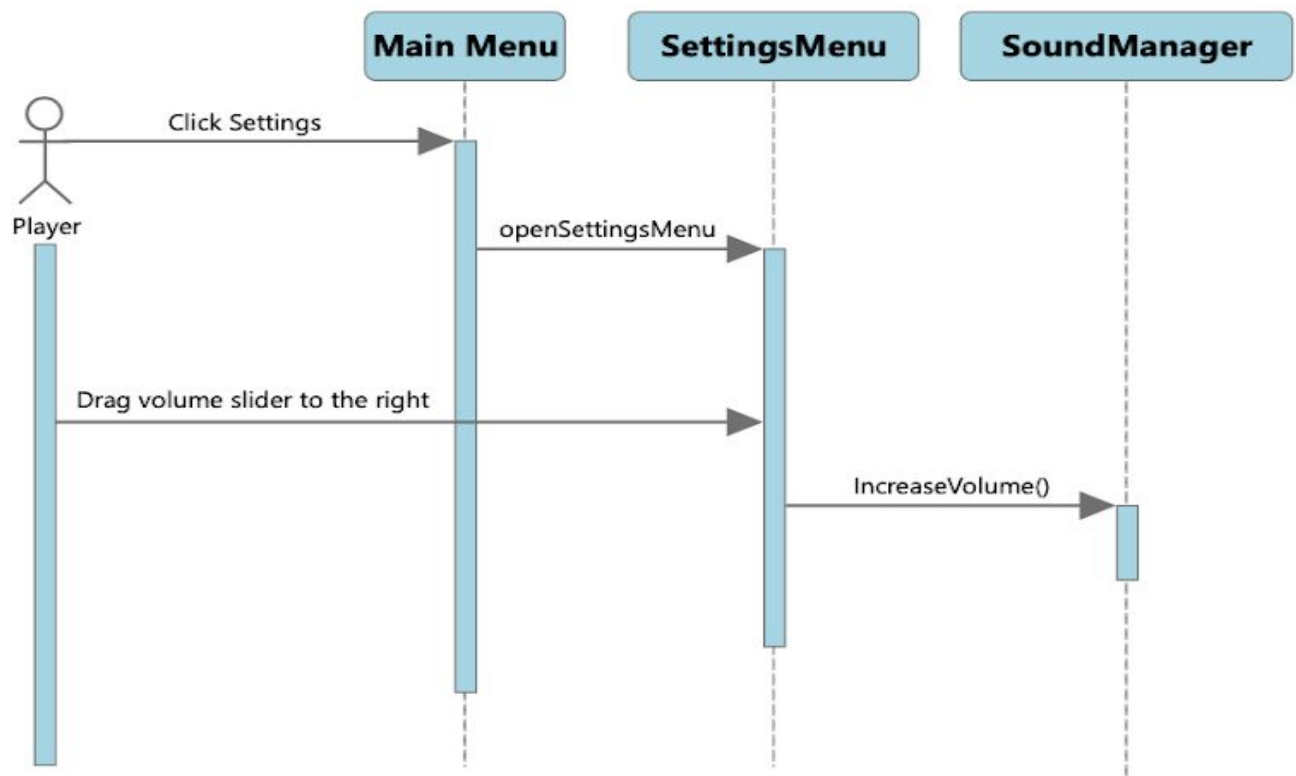 Main Menu
SettingsMenu
SoundManager
Click Settings
Player
openSettingsMenu
Drag volume slider to the right
IncreaseVolume()